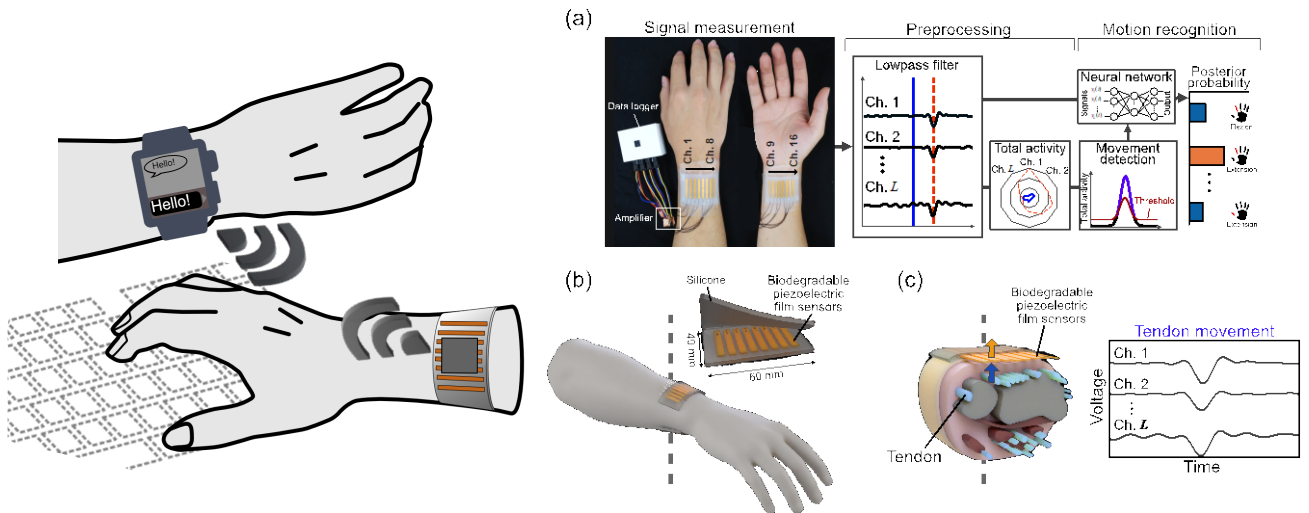 Hello!
Hello!
(a)
Signal measurement
Preprocessing
Motion recognition
Data logger
Amplifier
Ch. 1
Ch. 8
Ch. 9
Ch. 16
Lowpass filter
Ch. 1
Ch. 2
Ch. L
Total activity
Ch. 1
Ch. 2
Ch. L
Neural network
Signals
Output
Movement
detection
Total activity
Threshold
Posterior
probability
Extension
Extension
(b)
Silicone
Biodegradable
piezoelectric
film sensors
40 mm
60 mm
(c)
Biodegradable
piezoelectric
film sensors
Tendon
Tendon movement
Ch. 1
Ch. 2
Ch. L
Voltage
Time